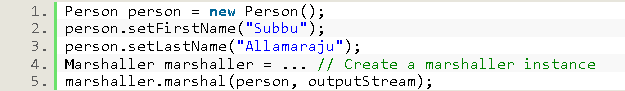 1. Person person = new Person();
2. person.setFirstName("Subbu");
3. person.setLastName("Allamaraju");
4. Marshaller marshaller = ... // Create a marshaller instance
5. marshaller.marshal(person, outputStream);